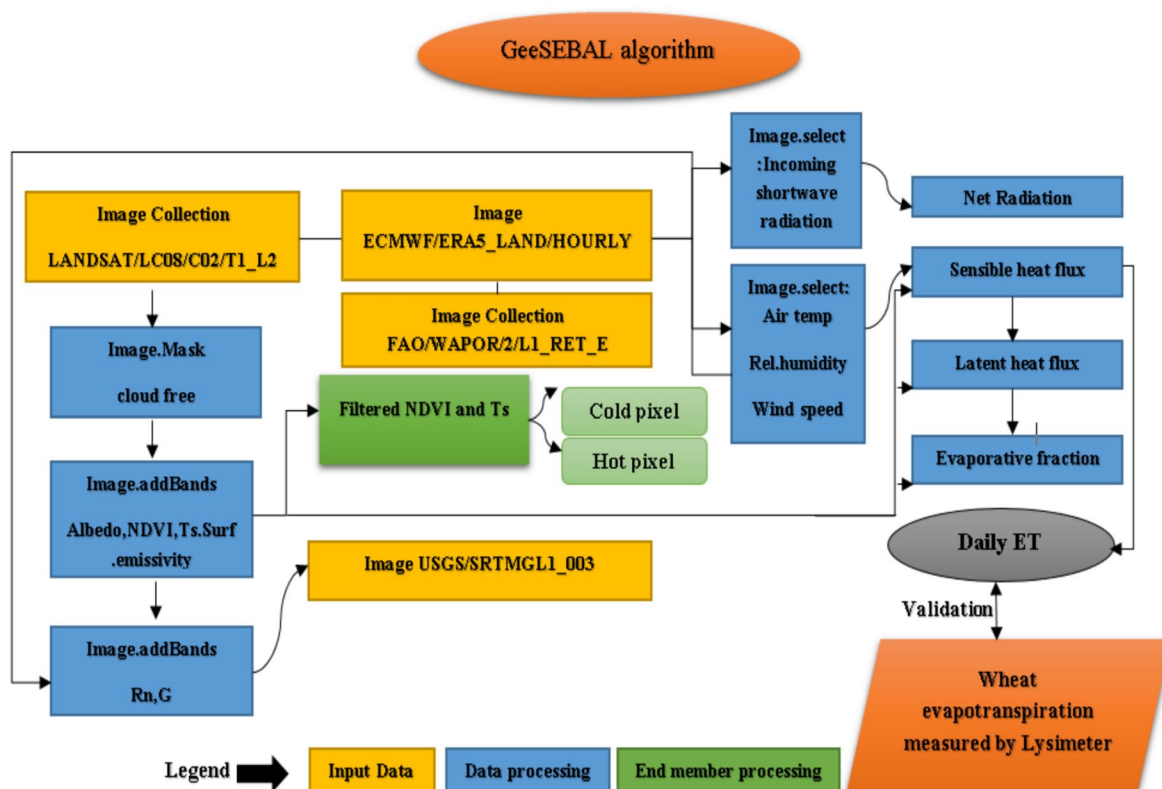 GeeSEBAL algorithm
Image Collection
LANDSAT/LC08/C02/T1_L2
Image
ECMWF/ERA5_LAND/HOURLY
Image Collection
FAO/WAPOR/2/L1_RET_E
Image.select
:Incoming
shortwave
radiation
Net Radiation
Image.select:
Air temp
Rel.humidity
Wind speed
Sensible heat flux
Latent heat flux
Evaporative fraction
Image.Mask
cloud free
Filtered NDVI and Ts
Cold pixel
Hot pixel
Image.addBands
Albedo,NDVI,Ts.Surf
.emissivity
Image USGS/SRTMGL1_003
Image.addBands
Rn,G
Daily ET
Validation
Wheat
evapotranspiration
measured by Lysimeter
Legend
Input Data
Data processing
End member processing